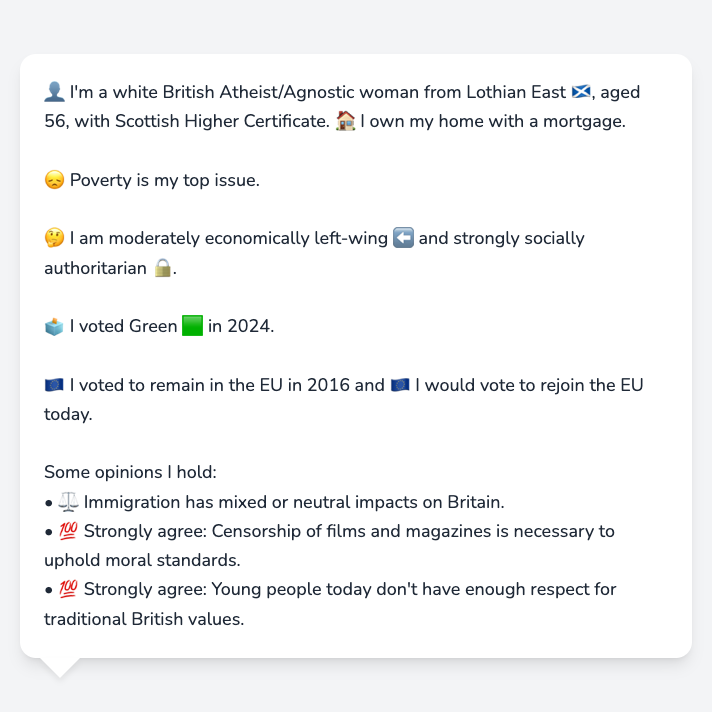 👤 I'm a white British Atheist/Agnostic woman from Lothian East 🏴󠁧󠁢󠁳󠁣󠁴󠁿, aged
56, with Scottish Higher Certificate. 🏠 I own my home with a mortgage.
😞 Poverty is my top issue.
🤔 I am moderately economically left-wing ⬅️ and strongly socially
authoritarian 🔒.
🗳️ I voted Green 🟩 in 2024.
🇪🇺 I voted to remain in the EU in 2016 and 🇪🇺 I would vote to rejoin the EU
today.
Some opinions I hold:
• ⚖️ Immigration has mixed or neutral impacts on Britain.
• 💯 Strongly agree: Censorship of films and magazines is necessary to
uphold moral standards.
• 💯 Strongly agree: Young people today don't have enough respect for
traditional British values.